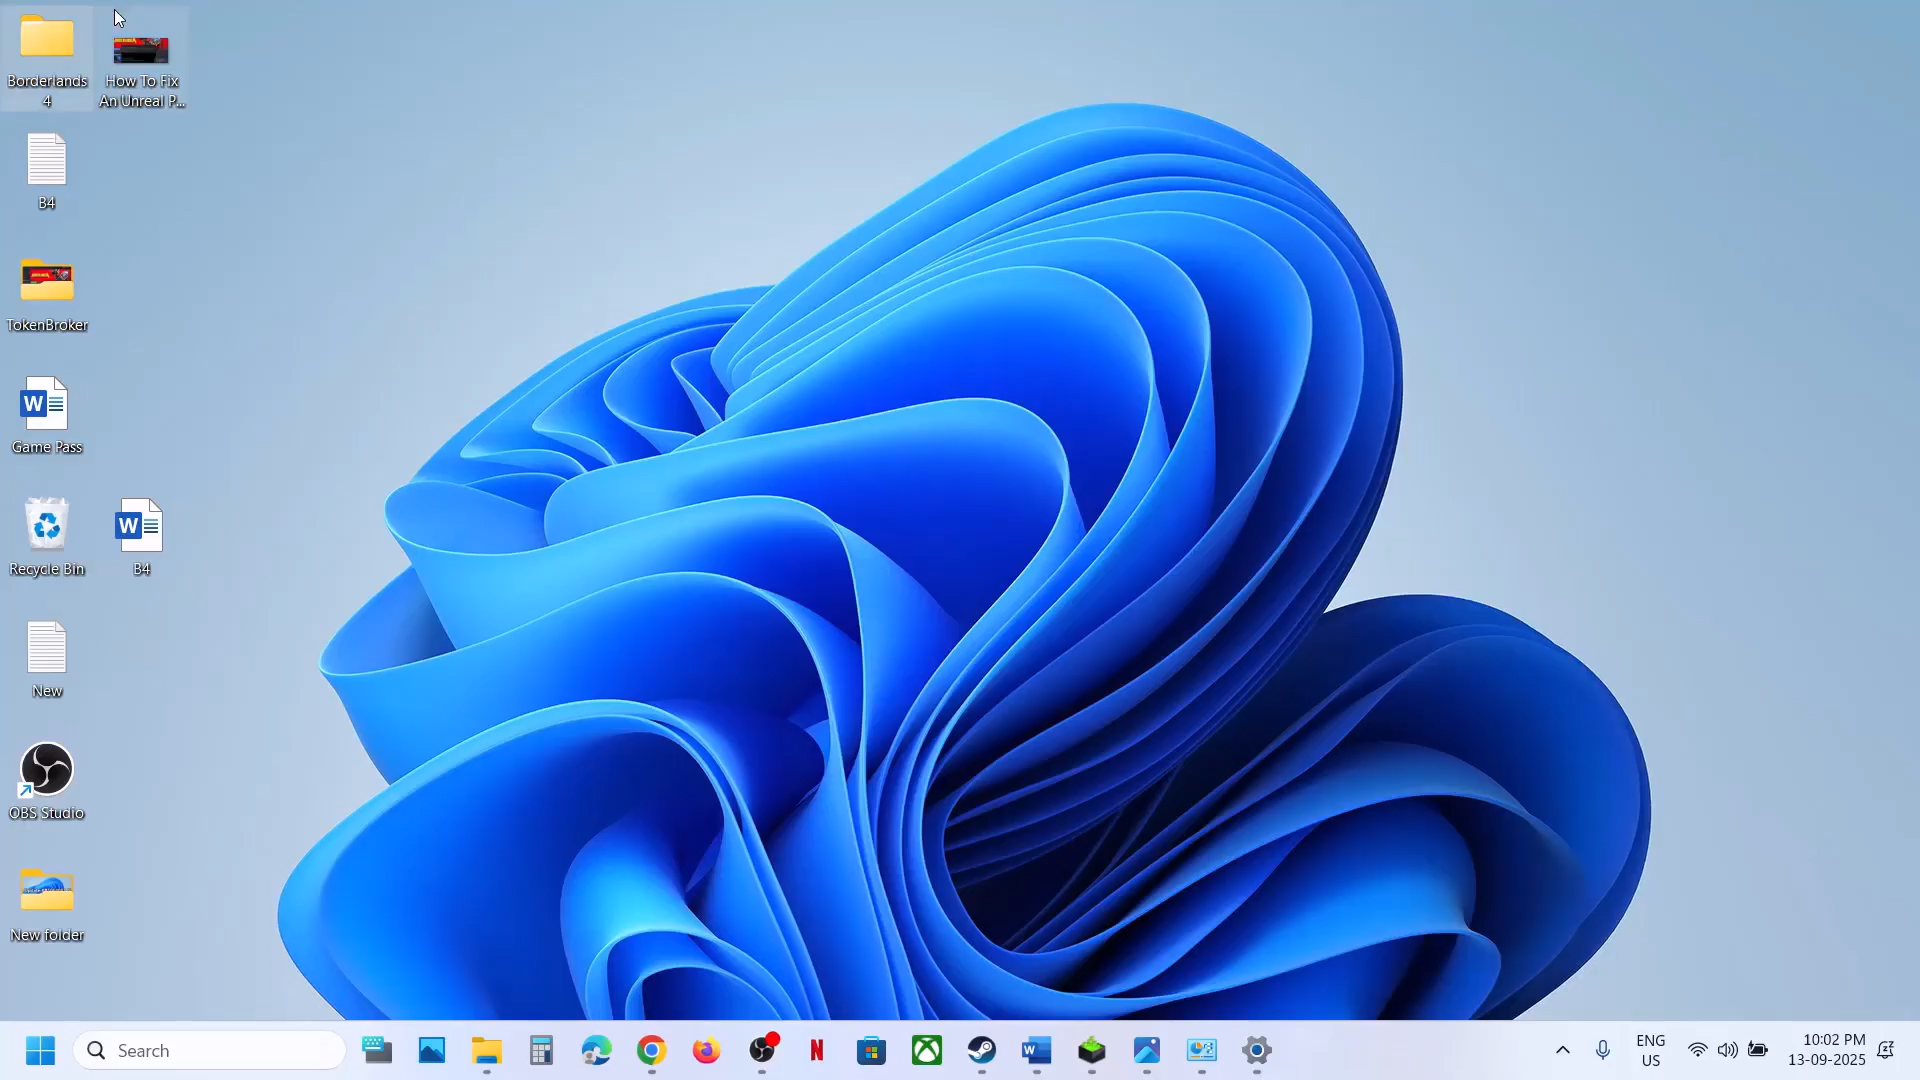 Borderlands
4
How To Fix
An Unreal P...
B4
TokenBroker
Game Pass
Recycle Bin
B4
New
OBS Studio
New folder
Search
ENG
US
10:02 PM
13-09-2025